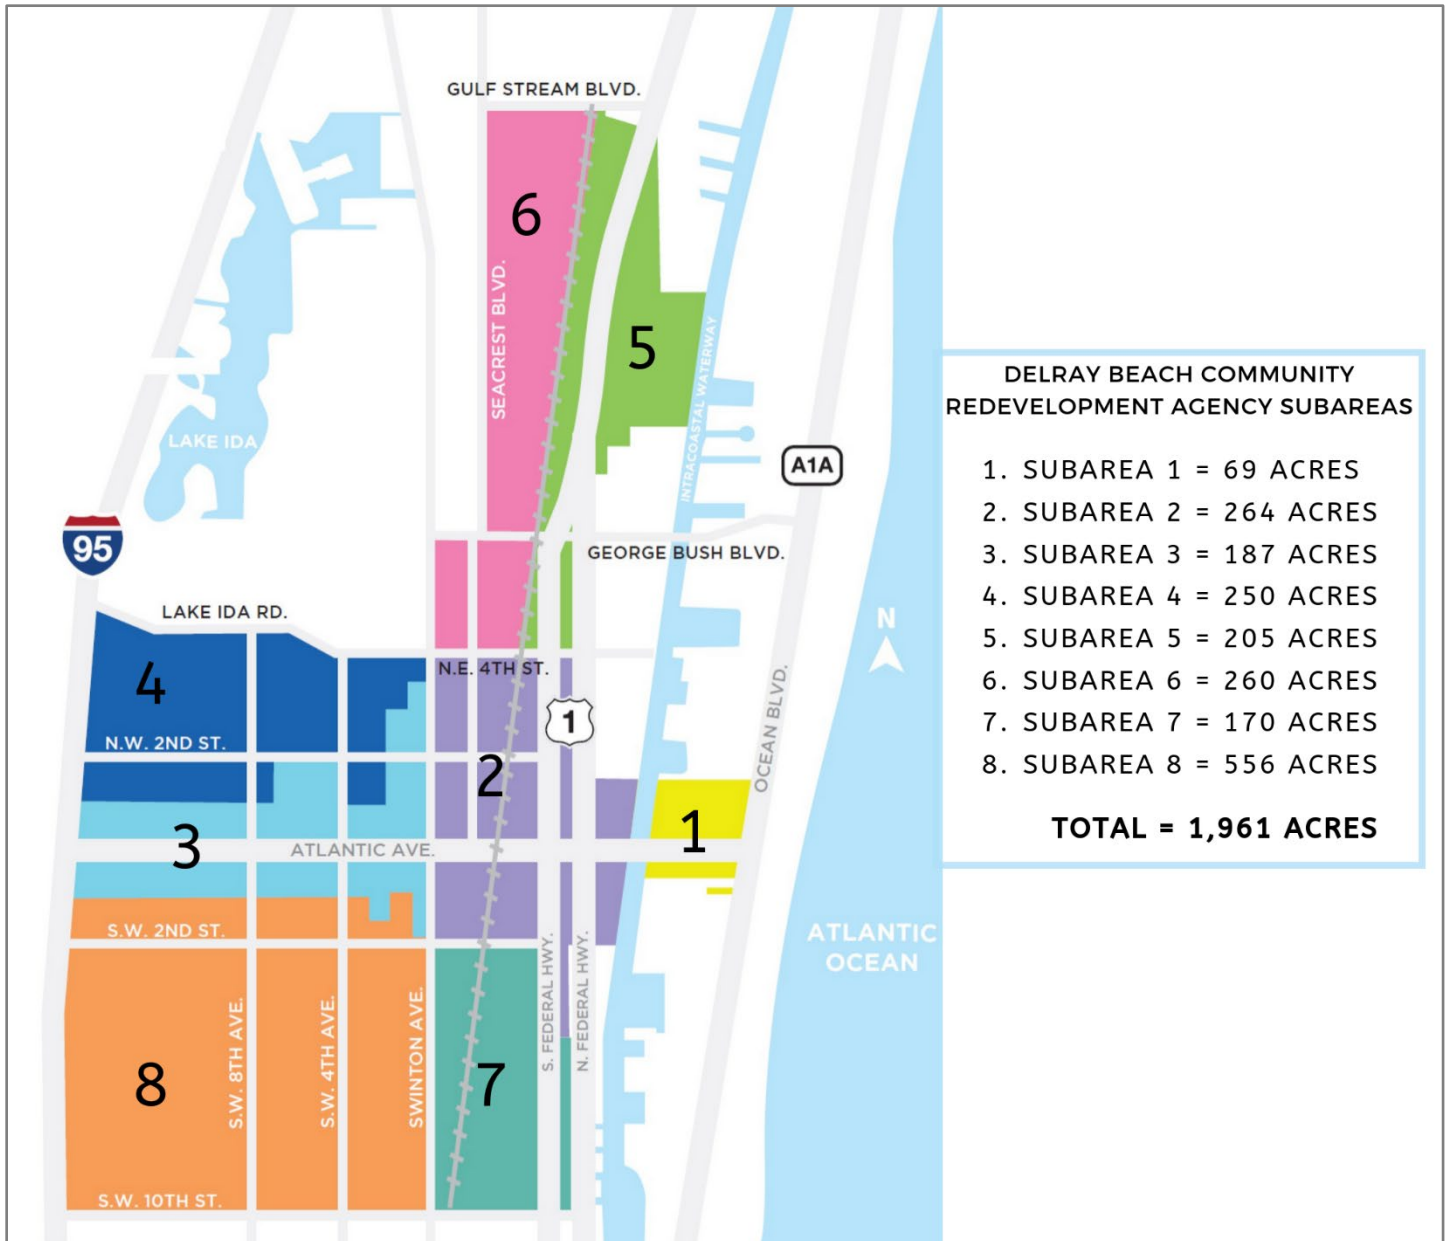 GULF STREAM BLVD.
6
SEACREST BLVD.
5
INTRACOASTAL WATERWAY
LAKE IDA
A1A
95
GEORGE BUSH BLVD.
LAKE IDA RD.
N
4
N.E. 4TH ST.
1
OCEAN BLVD.
N.W. 2ND ST.
2
3
ATLANTIC AVE.
1
S.W. 2ND ST.
ATLANTIC
OCEAN
S. FEDERAL HWY.
N. FEDERAL HWY.
8
S.W. 8TH AVE.
S.W. 4TH AVE.
SWINTON AVE.
7
S.W. 10TH ST.
DELRAY BEACH COMMUNITY
REDEVELOPMENT AGENCY SUBAREAS
1. SUBAREA 1 = 69 ACRES
2. SUBAREA 2 = 264 ACRES
3. SUBAREA 3 = 187 ACRES
4. SUBAREA 4 = 250 ACRES
5. SUBAREA 5 = 205 ACRES
6. SUBAREA 6 = 260 ACRES
7. SUBAREA 7 = 170 ACRES
8. SUBAREA 8 = 556 ACRES
TOTAL = 1,961 ACRES